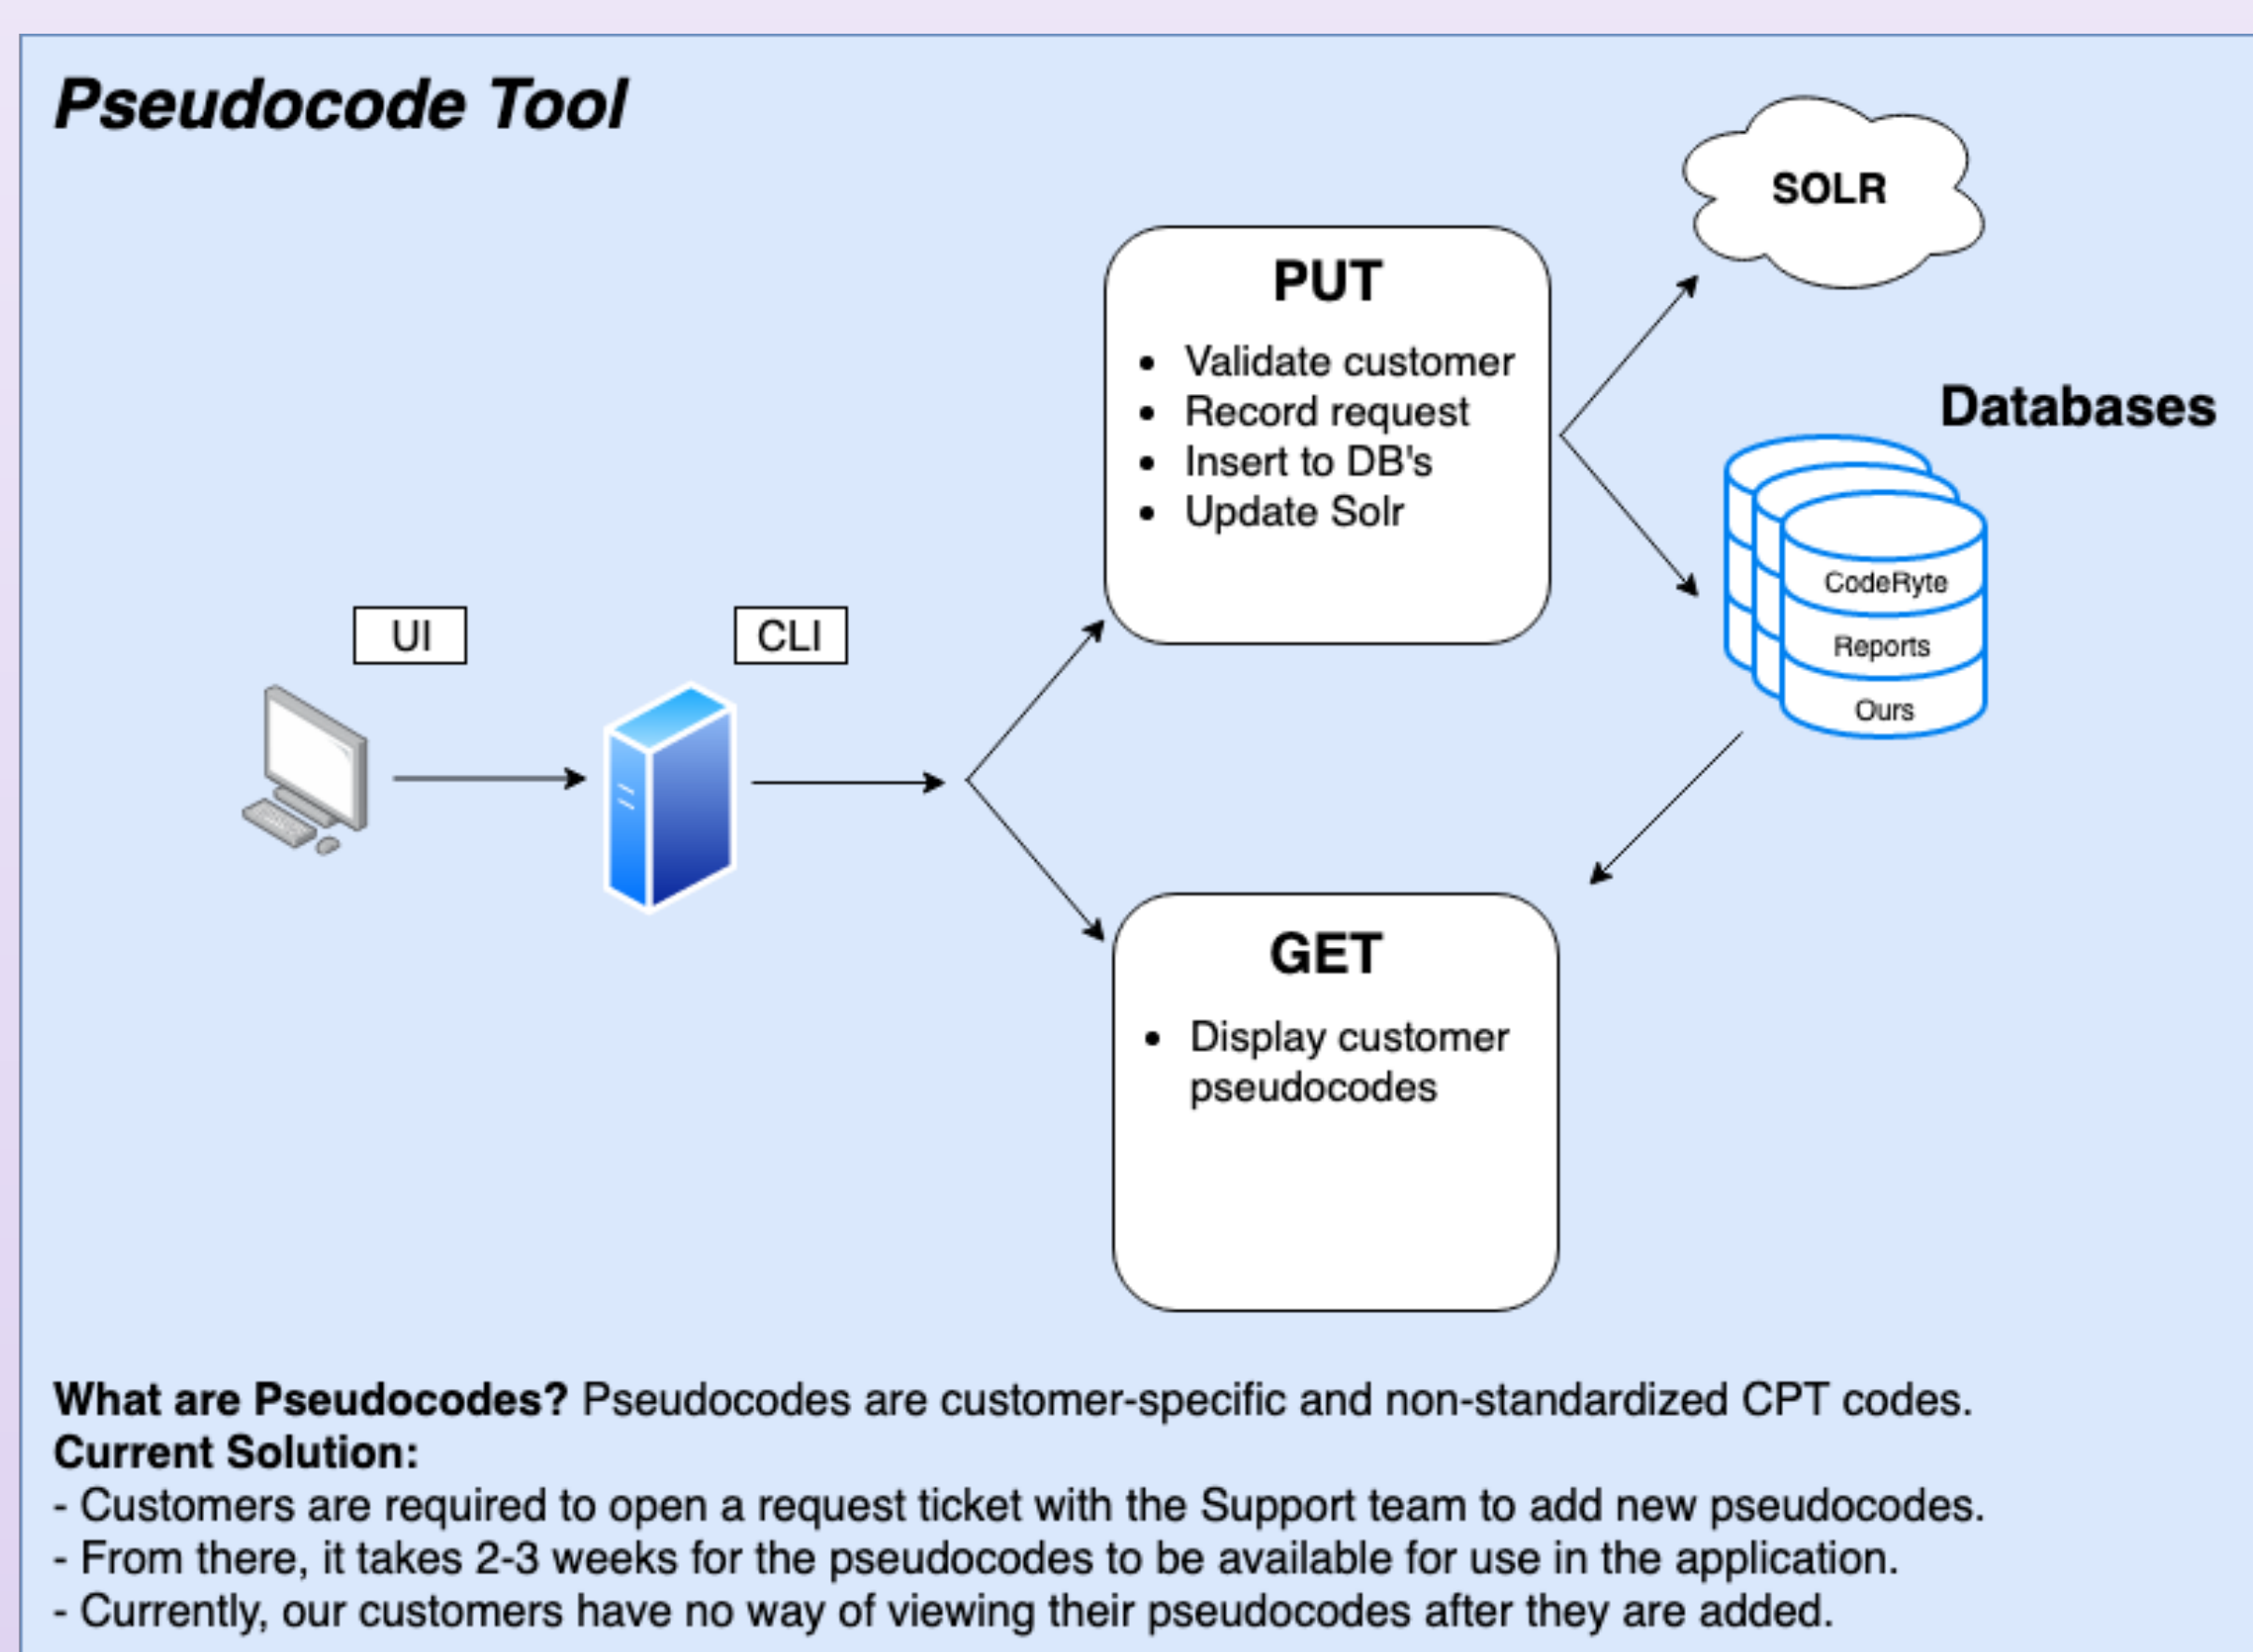 Pseudocode Tool
SOLR
PUT
• Validate customer
• Record request
• Insert to DB's
• Update Solr
Databases
CodeRyte
Reports
Ours
UI
CLI
GET
• Display customer
pseudocodes
What are Pseudocodes? Pseudocodes are customer-specific and non-standardized CPT codes.
Current Solution:
- Customers are required to open a request ticket with the Support team to add new pseudocodes.
- From there, it takes 2-3 weeks for the pseudocodes to be available for use in the application.
- Currently, our customers have no way of viewing their pseudocodes after they are added.